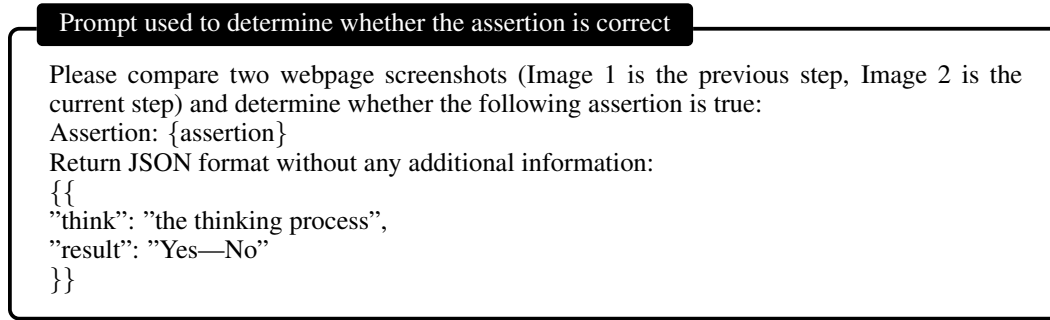 Prompt used to determine whether the assertion is correct
Please compare two webpage screenshots (Image 1 is the previous step, Image 2 is the
current step) and determine whether the following assertion is true:
Assertion: {assertion}
Return JSON format without any additional information:
{{
”think”: ”the thinking process”,
”result”: ”Yes—No”
}}